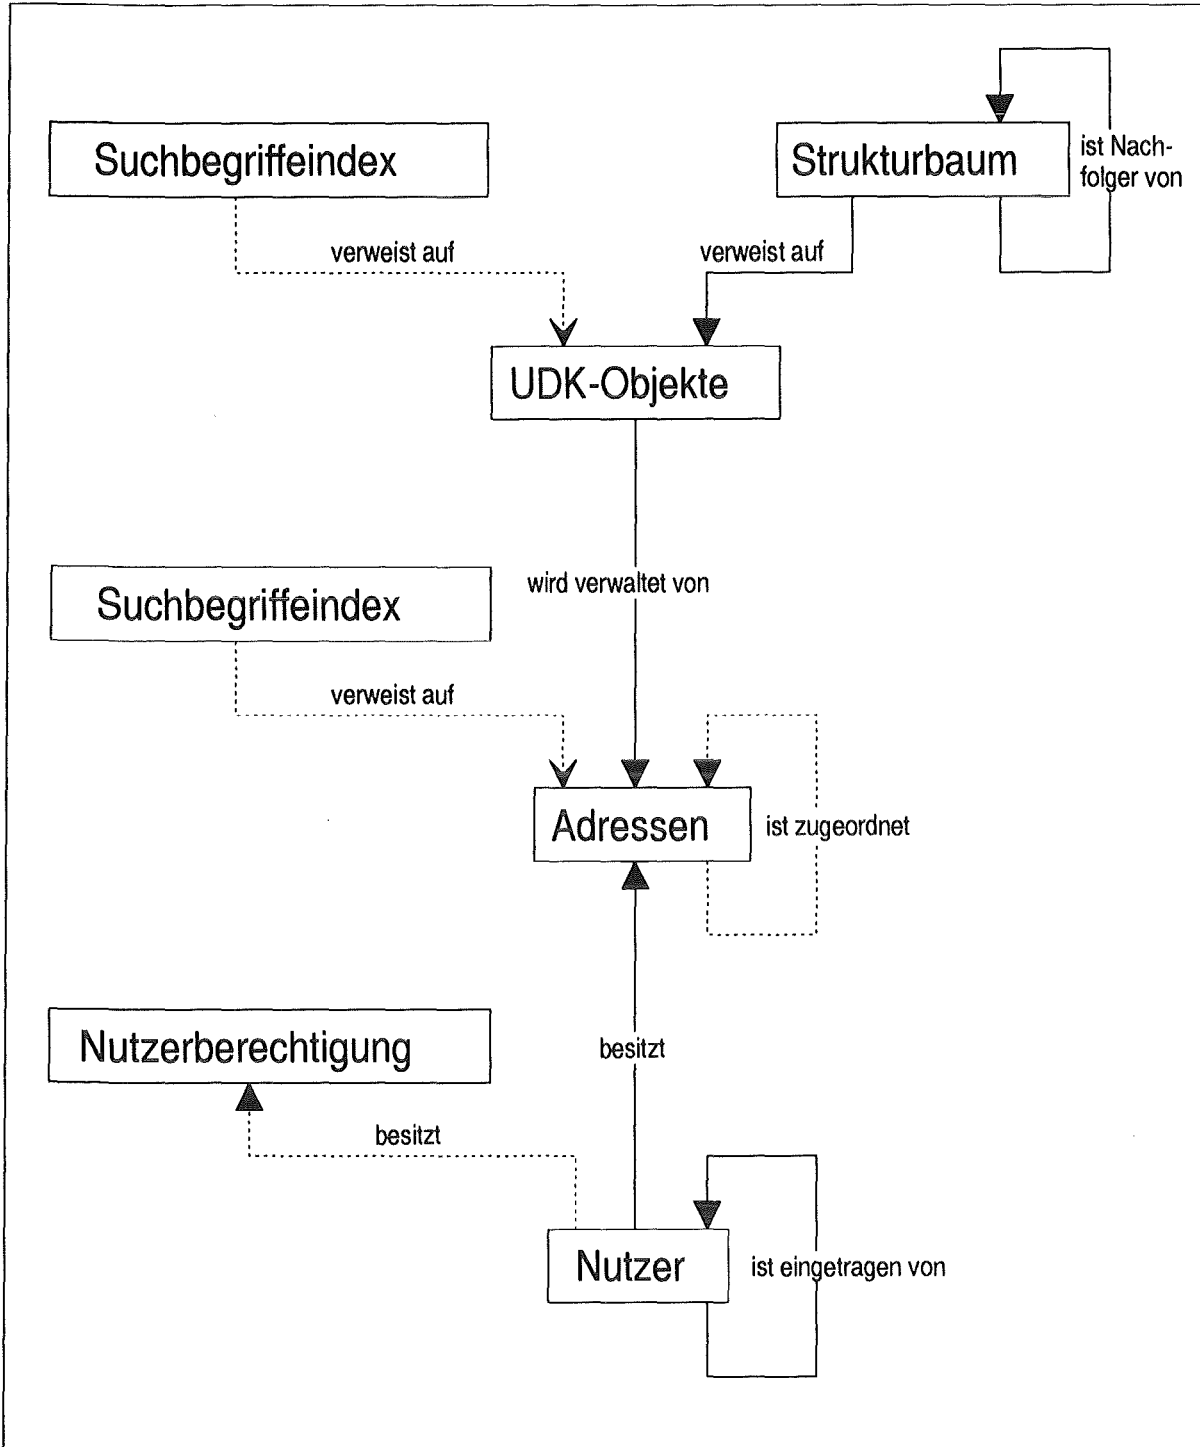 Suchbegriffeindex
Strukturbaum
ist Nach-
folger von
verweist auf
verweist auf
UDK-Objekte
wird verwaltet von
Suchbegriffeindex
verweist auf
Adressen
ist zugeordnet
Nutzerberechtigung
besitzt
besitzt
Nutzer
ist eingetragen von